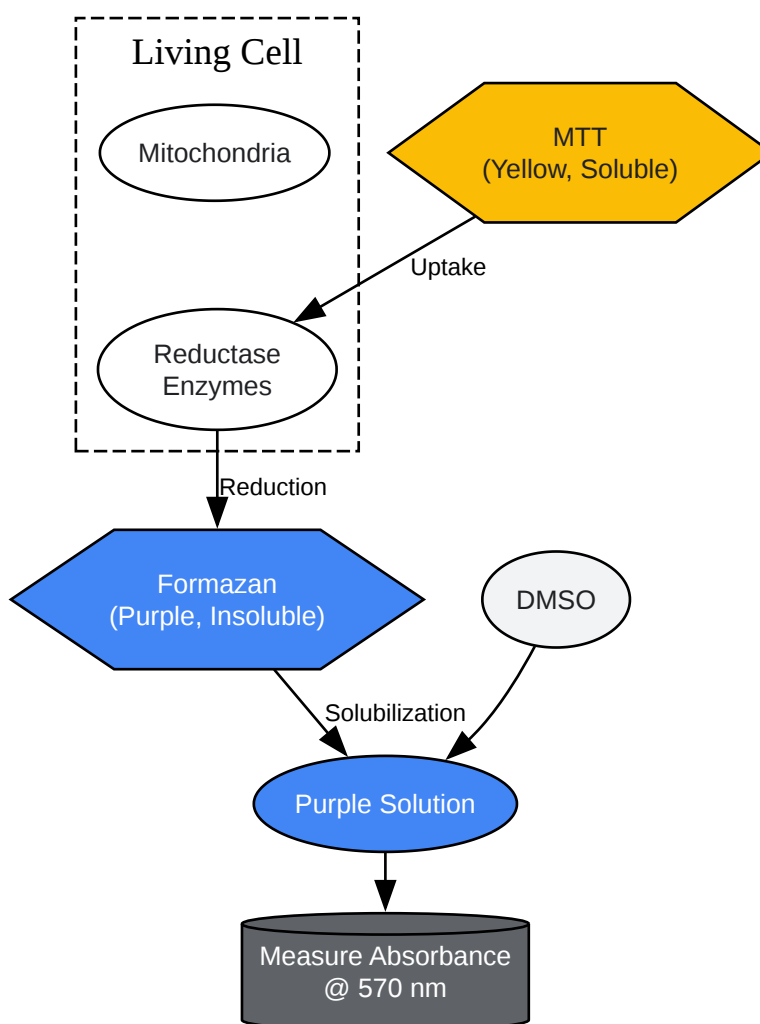 Living Cell
Mitochondria
MTT
(Yellow, Soluble)
Uptake
Reductase
Enzymes
Reduction
Formazan
(Purple, Insoluble)
DMSO
Solubilization
Purple Solution
Measure Absorbance
@ 570 nm